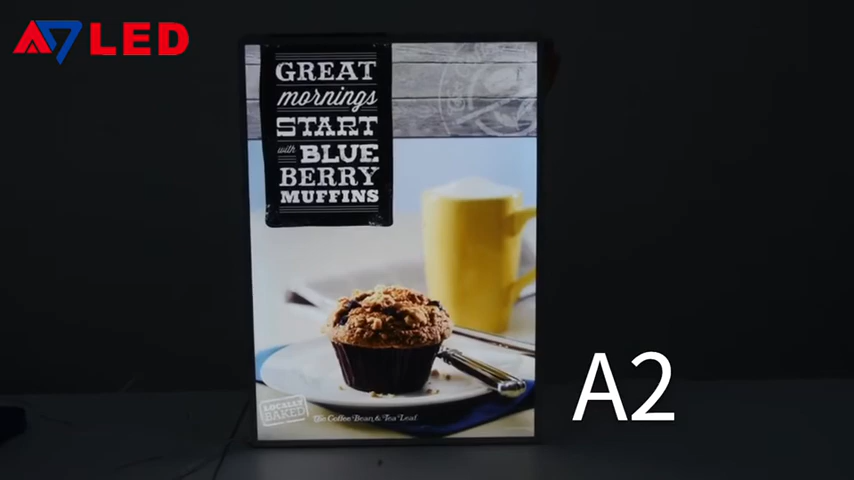 LED
GREAT
mornings
START
with BLUE
BERRY
MUFFINS
LOCALLY
BAKED
The Coffee Bean & Tea Leaf
A2